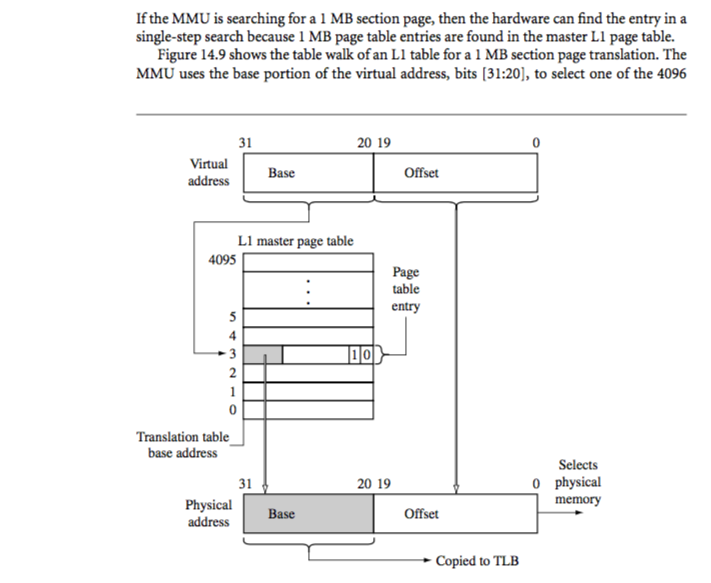 If the MMU is searching for a 1 MB section page, then the hardware can find the entry in a
single-step search because 1 MB page table entries are found in the master L1 page table.
Figure 14.9 shows the table walk of an L1 table for a 1 MB section page translation. The
MMU uses the base portion of the virtual address, bits [31:20], to select one of the 4096
31 20 19 0
Virtual
address
Base Offset
L1 master page table
4095
Page
table
entry
5
4
3 1 0
2
1
0
Translation table
base address
Selects
physical
memory
31 20 19 0
Physical
address
Base Offset
Copied to TLB